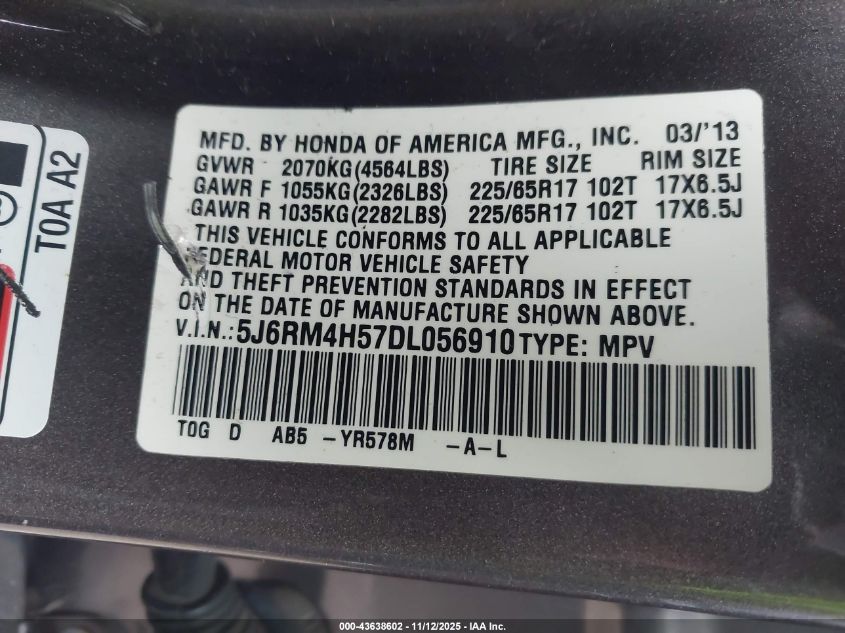 TOA A2
MFD. BY HONDA OF AMERICA MFG., INC. 03/'13
GVWR 2070KG(4564LBS) TIRE SIZE RIM SIZE
GAWR F 1055KG(2326LBS) 225/65R17 102T 17X6.5J
GAWR R 1035KG(2282LBS) 225/65R17 102T 17X6.5J
THIS VEHICLE CONFORMS TO ALL APPLICABLE
FEDERAL MOTOR VEHICLE SAFETY
AND THEFT PREVENTION STANDARDS IN EFFECT
ON THE DATE OF MANUFACTURE SHOWN ABOVE.
V.I.N.: 5J6RM4H57DL056910 TYPE: MPV
TOG D AB5 -YR578M -A-L
000-43638602 - 11/12/2025 - IAA Inc.